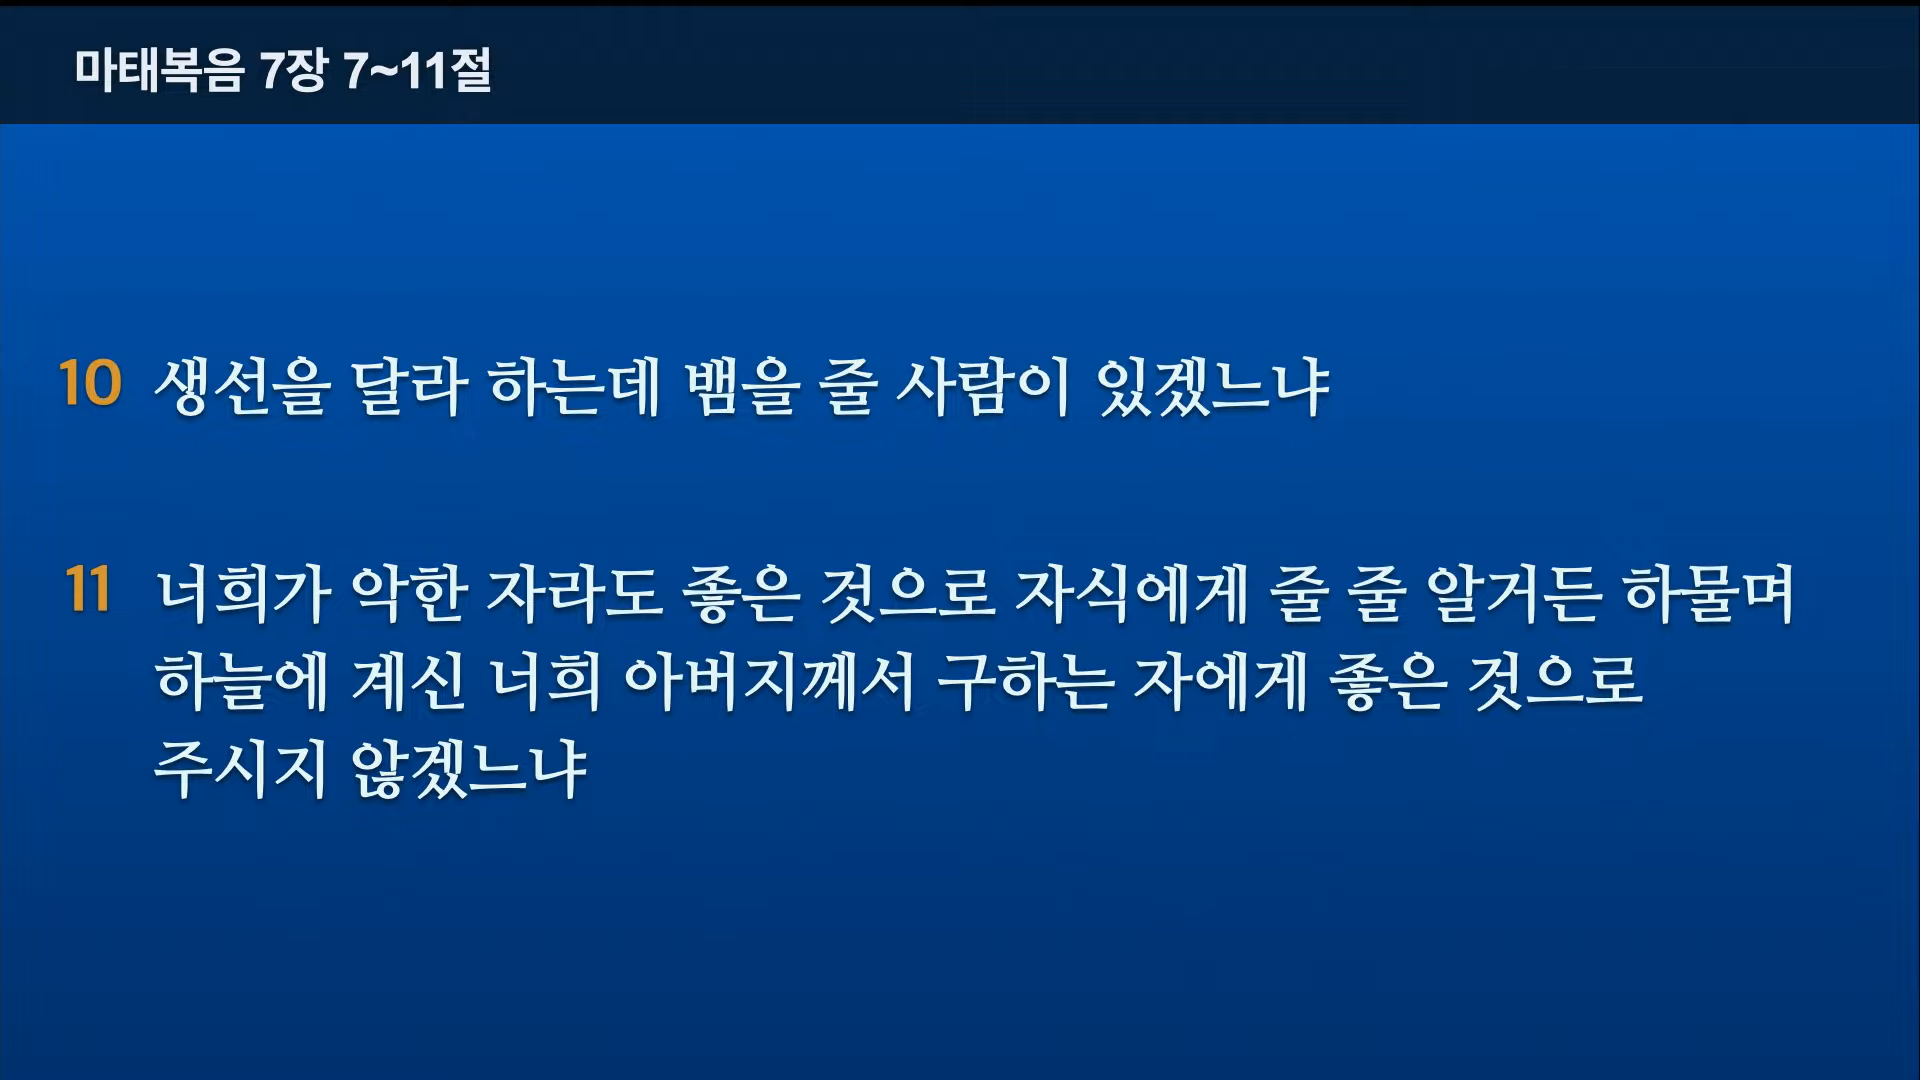 마태복음 7장 7~11절
10 생선을 달라 하는데 뱀을 줄 사람이 있겠느냐
11 너희가 악한 자라도 좋은 것으로 자식에게 줄 줄 알거든 하물며
하늘에 계신 너희 아버지께서 구하는 자에게 좋은 것으로
주시지 않겠느냐